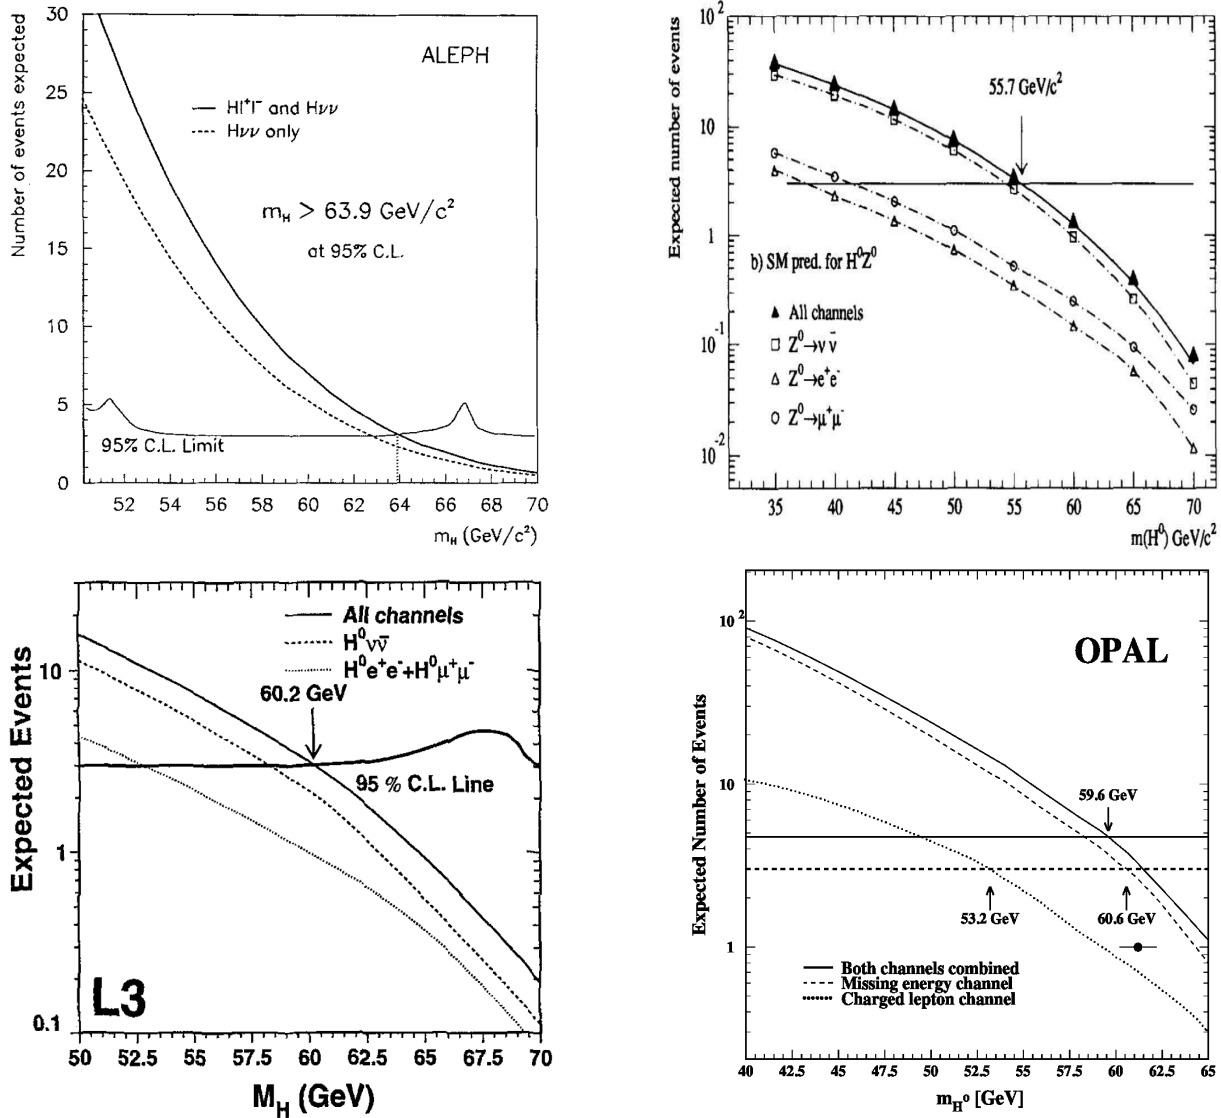 30
25
20
15
10
5
0
Number of events expected
ALEPH
Hl⁺l⁻ and Hνν
Hνν only
m_H > 63.9 GeV/c²
at 95% C.L.
95% C.L. Limit
52 54 56 58 60 62 64 66 68 70
m_H (GeV/c²)
10²
10
1
10⁻¹
10⁻²
Expected number of events
55.7 GeV/c²
b) SM pred. for H⁰Z⁰
All channels
Z⁰→ν ν̄
Z⁰→e⁺e⁻
Z⁰→μ⁺μ⁻
35 40 45 50 55 60 65 70
m(H⁰) GeV/c²
10
1
0.1
Expected Events
All channels
H⁰νν̄
H⁰e⁺e⁻+H⁰μ⁺μ⁻
60.2 GeV
95 % C.L. Line
L3
50 52.5 55 57.5 60 62.5 65 67.5 70
M_H (GeV)
10²
10
1
Expected Number of Events
OPAL
59.6 GeV
53.2 GeV
60.6 GeV
Both channels combined
Missing energy channel
Charged lepton channel
40 42.5 45 47.5 50 52.5 55 57.5 60 62.5 65
m_H⁰ [GeV]